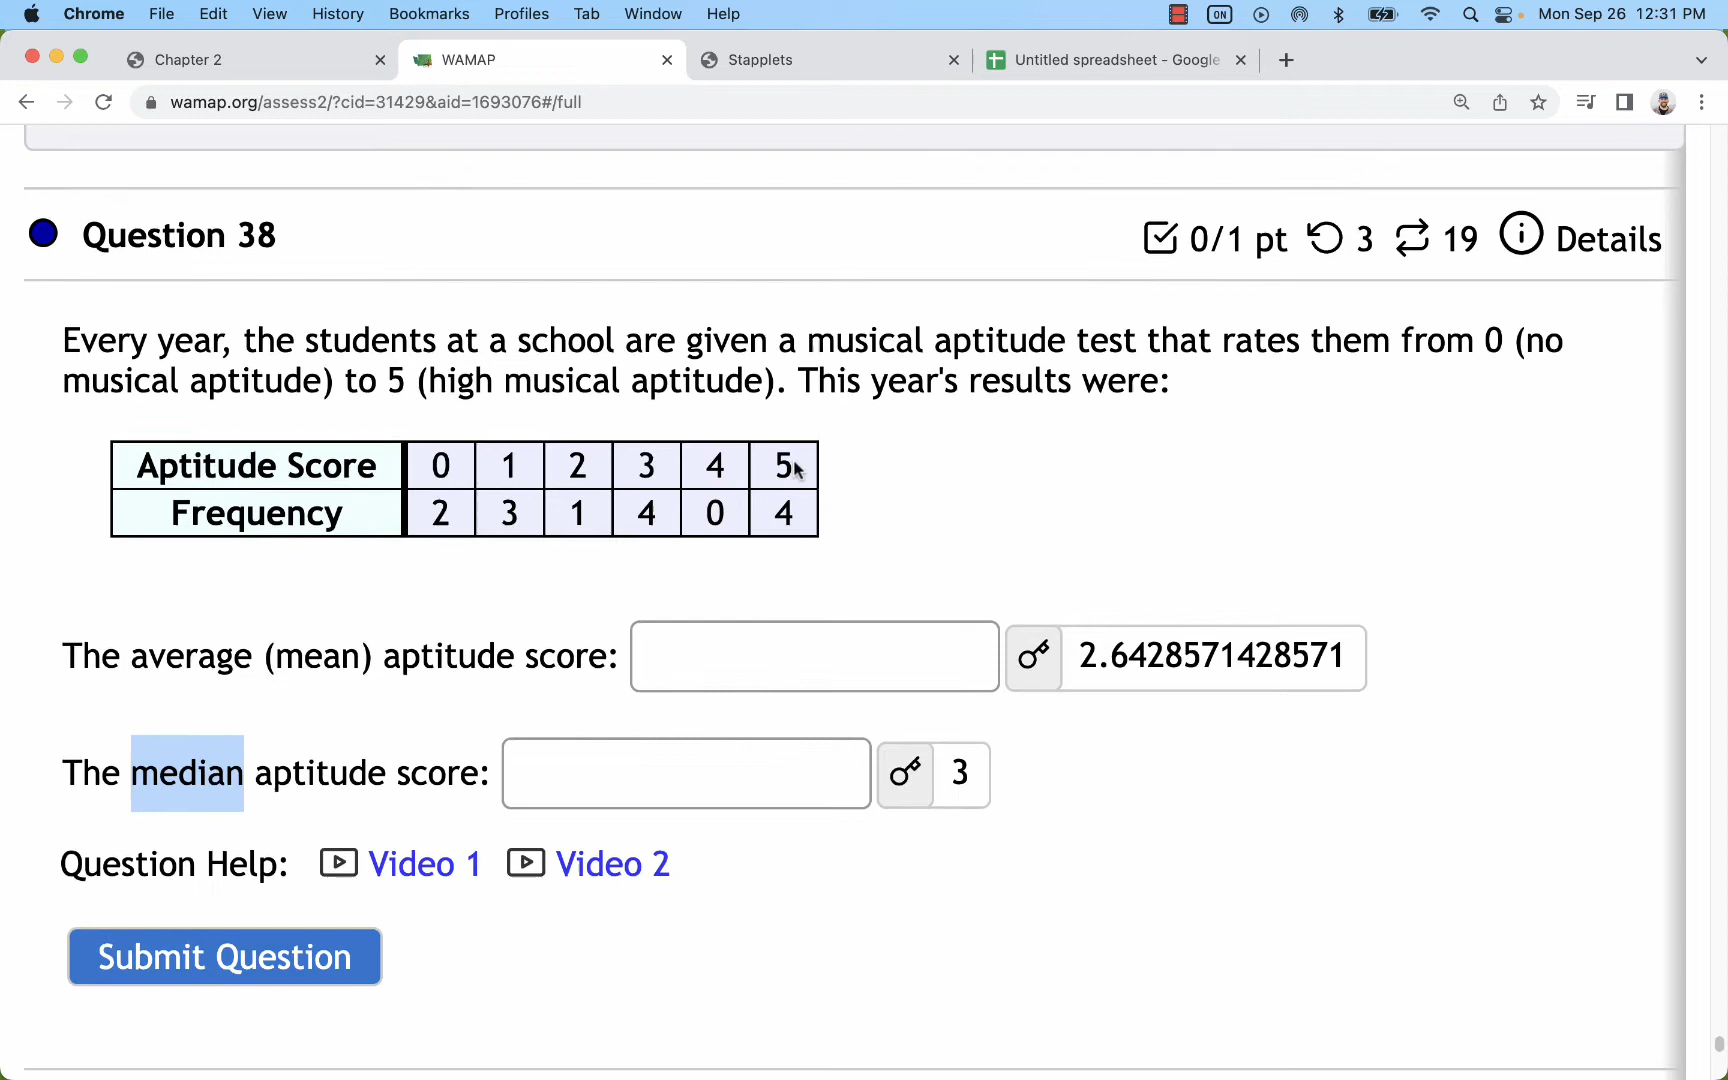 Chrome File Edit View History Bookmarks Profiles Tab Window Help ON Mon Sep 26 12:31 PM
Chapter 2 WAMAP Stapplets Untitled spreadsheet - Google
wamap.org/assess2/?cid=31429&aid=1693076#/full
Question 38 0/1 pt 3 19 Details
Every year, the students at a school are given a musical aptitude test that rates them from 0 (no
musical aptitude) to 5 (high musical aptitude). This year's results were:
Aptitude Score 0 1 2 3 4 5
Frequency 2 3 1 4 0 4
The average (mean) aptitude score: 2.6428571428571
The median aptitude score: 3
Question Help: Video 1 Video 2
Submit Question